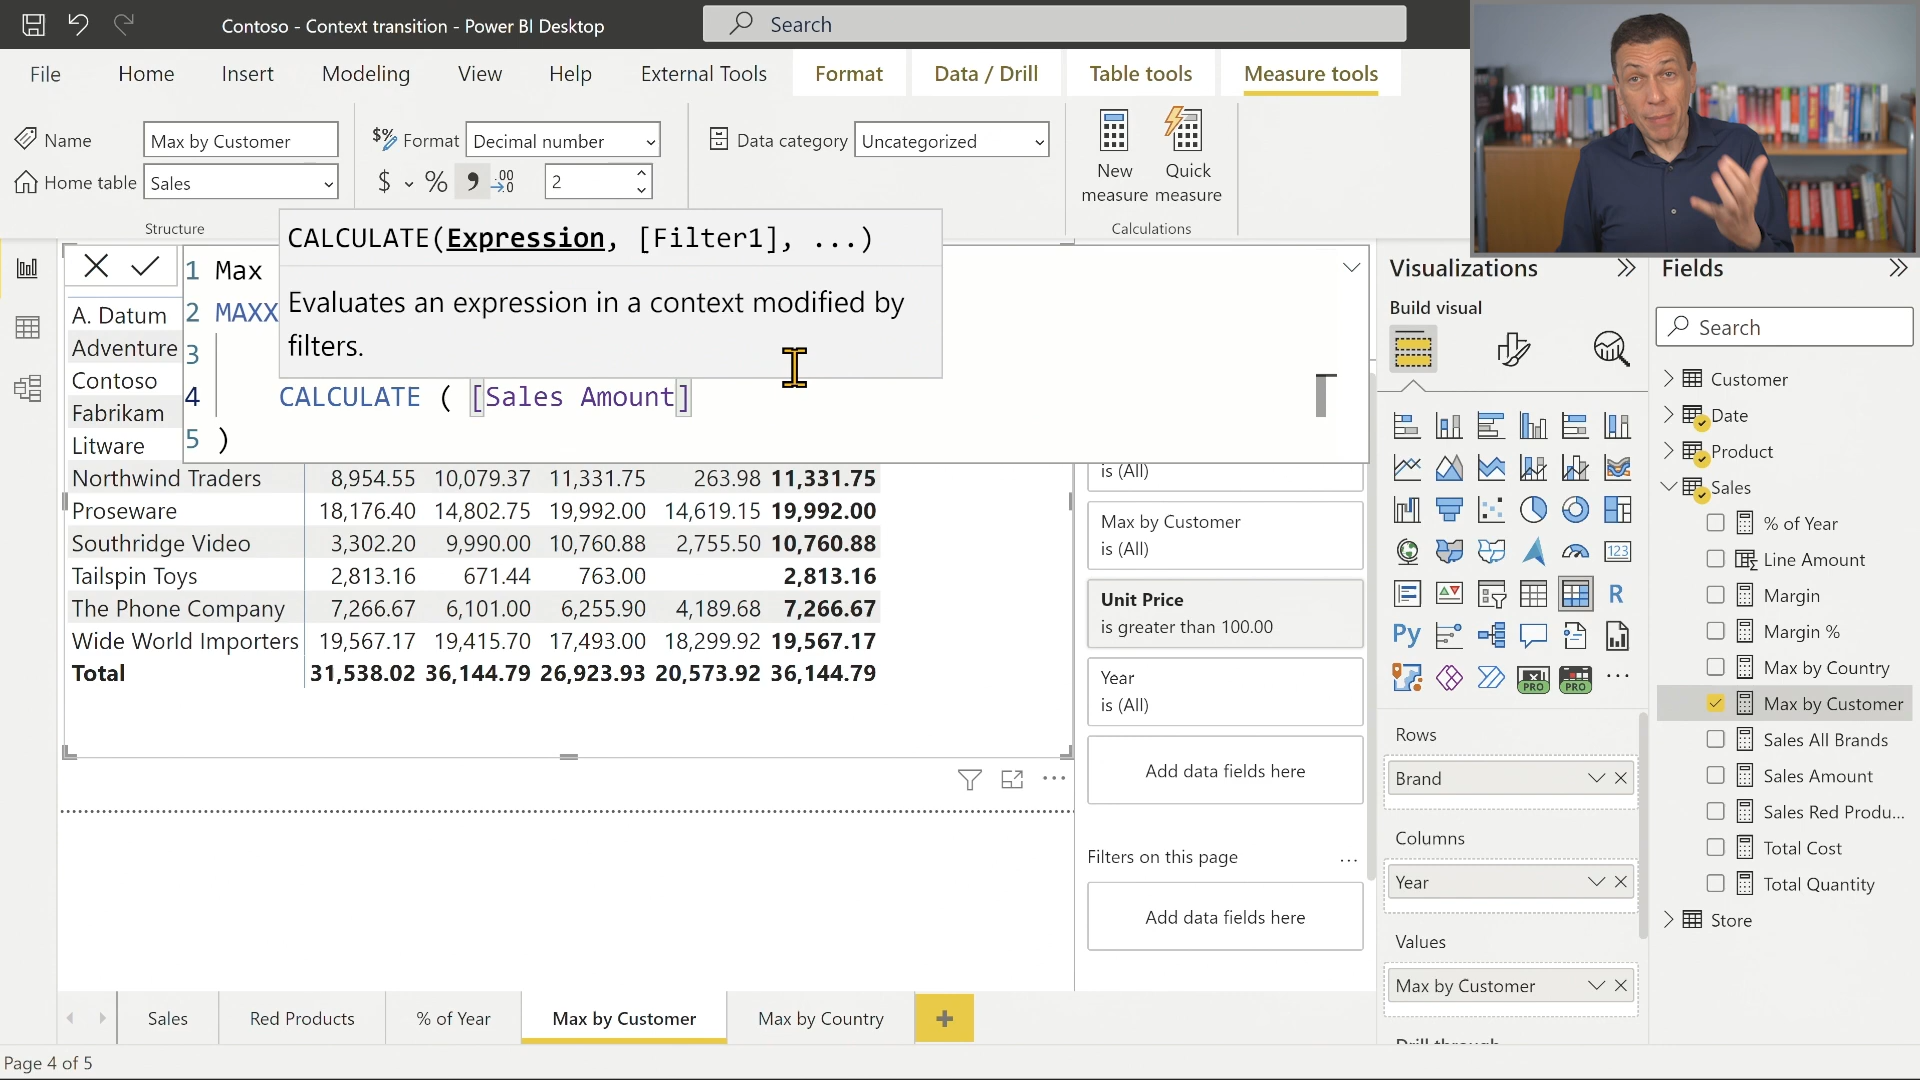 Contoso - Context transition - Power BI Desktop
Search
File
Home
Insert
Modeling
View
Help
External Tools
Format
Data / Drill
Table tools
Measure tools
Name
Max by Customer
Format
Decimal number
Data category
Uncategorized
Home table
Sales
$
%
,
.00
→.0
2
New
measure
Quick
measure
Structure
Calculations
CALCULATE(Expression, [Filter1], ...)
Evaluates an expression in a context modified by
filters.
1 Max
2 MAXX
3
4 CALCULATE ( [Sales Amount]
5 )
A. Datum
Adventure
Contoso
Fabrikam
Litware
Northwind Traders 8,954.55 10,079.37 11,331.75 263.98 11,331.75
Proseware 18,176.40 14,802.75 19,992.00 14,619.15 19,992.00
Southridge Video 3,302.20 9,990.00 10,760.88 2,755.50 10,760.88
Tailspin Toys 2,813.16 671.44 763.00 2,813.16
The Phone Company 7,266.67 6,101.00 6,255.90 4,189.68 7,266.67
Wide World Importers 19,567.17 19,415.70 17,493.00 18,299.92 19,567.17
Total 31,538.02 36,144.79 26,923.93 20,573.92 36,144.79
is (All)
Max by Customer
is (All)
Unit Price
is greater than 100.00
Year
is (All)
Add data fields here
Filters on this page
...
Add data fields here
Visualizations
Build visual
123
R
Py
PRO
PRO
Rows
Brand
Columns
Year
Values
Max by Customer
Drill through
Fields
Search
Customer
Date
Product
Sales
% of Year
Line Amount
Margin
Margin %
Max by Country
Max by Customer
Sales All Brands
Sales Amount
Sales Red Produ...
Total Cost
Total Quantity
Store
Sales
Red Products
% of Year
Max by Customer
Max by Country
Page 4 of 5